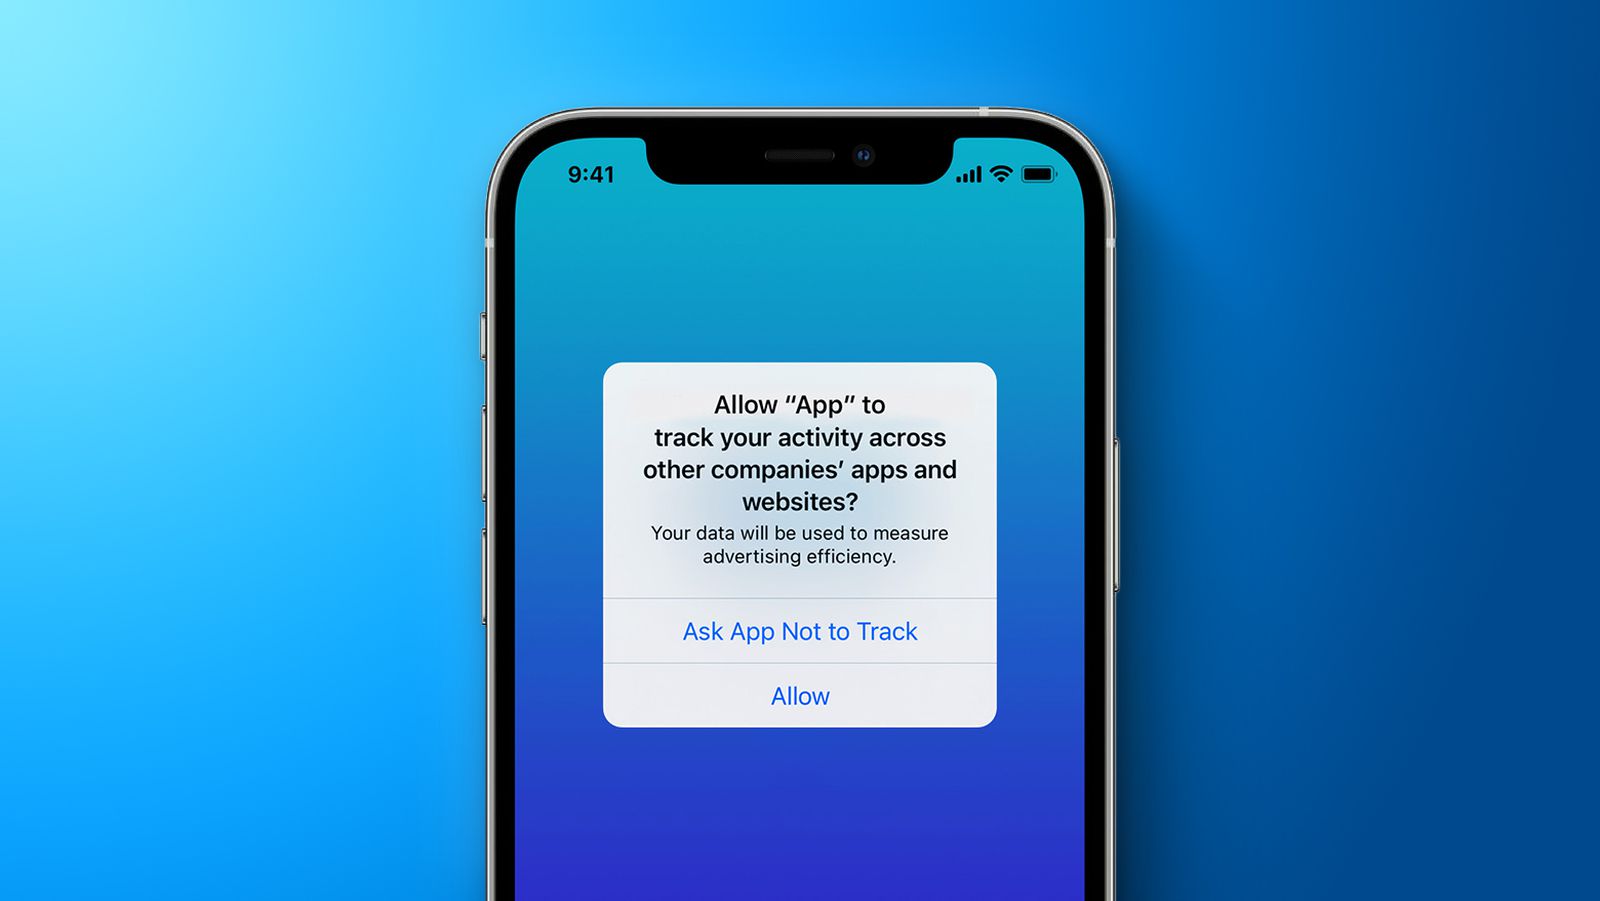 9:41
Allow “App” to
track your activity across
other companies’ apps and
websites?
Your data will be used to measure
advertising efficiency.
Ask App Not to Track
Allow